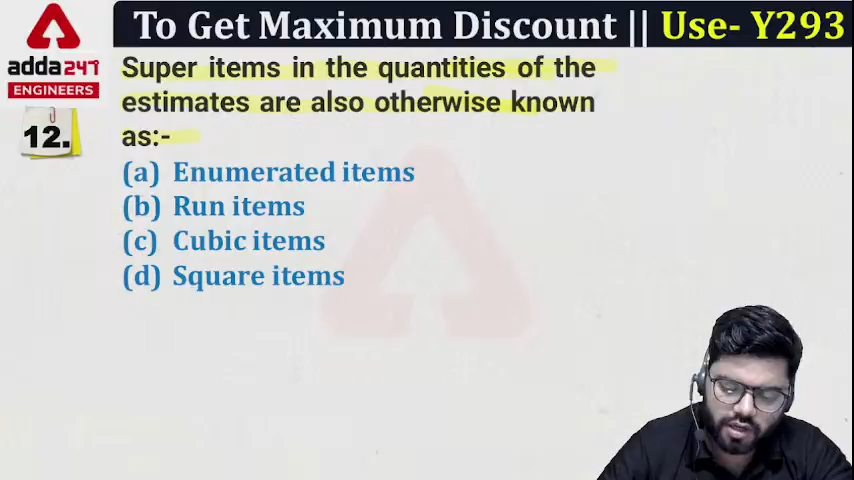 To Get Maximum Discount || Use- Y293
adda247
ENGINEERS
12.
Super items in the quantities of the
estimates are also otherwise known
as:-
(a) Enumerated items
(b) Run items
(c) Cubic items
(d) Square items